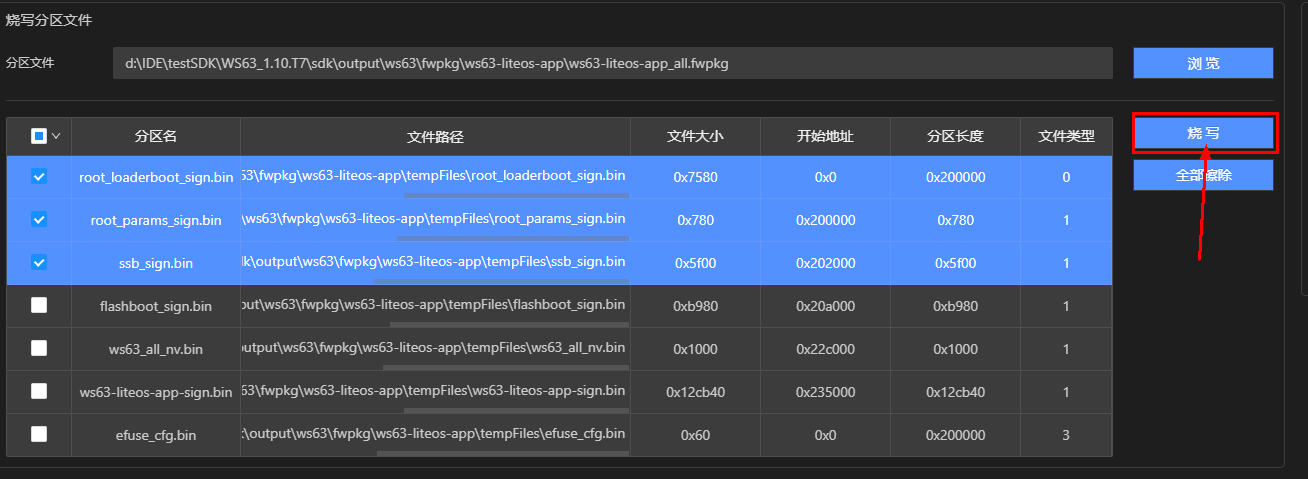 烧写分区文件
分区文件 d:\IDE\testSDK\WS63_1.10.T7\sdk\output\ws63\fwpkg\ws63-liteos-app\ws63-liteos-app_all.fwpkg 浏 览
分区名 文件路径 文件大小 开始地址 分区长度 文件类型 烧 写
root_loaderboot_sign.bin 63\fwpkg\ws63-liteos-app\tempFiles\root_loaderboot_sign.bin 0x7580 0x0 0x200000 0 全部擦除
root_params_sign.bin \ws63\fwpkg\ws63-liteos-app\tempFiles\root_params_sign.bin 0x780 0x200000 0x780 1
ssb_sign.bin dk\output\ws63\fwpkg\ws63-liteos-app\tempFiles\ssb_sign.bin 0x5f00 0x202000 0x5f00 1
flashboot_sign.bin put\ws63\fwpkg\ws63-liteos-app\tempFiles\flashboot_sign.bin 0xb980 0x20a000 0xb980 1
ws63_all_nv.bin output\ws63\fwpkg\ws63-liteos-app\tempFiles\ws63_all_nv.bin 0x1000 0x22c000 0x1000 1
ws63-liteos-app-sign.bin 63\fwpkg\ws63-liteos-app\tempFiles\ws63-liteos-app-sign.bin 0x12cb40 0x235000 0x12cb40 1
efuse_cfg.bin \output\ws63\fwpkg\ws63-liteos-app\tempFiles\efuse_cfg.bin 0x60 0x0 0x200000 3